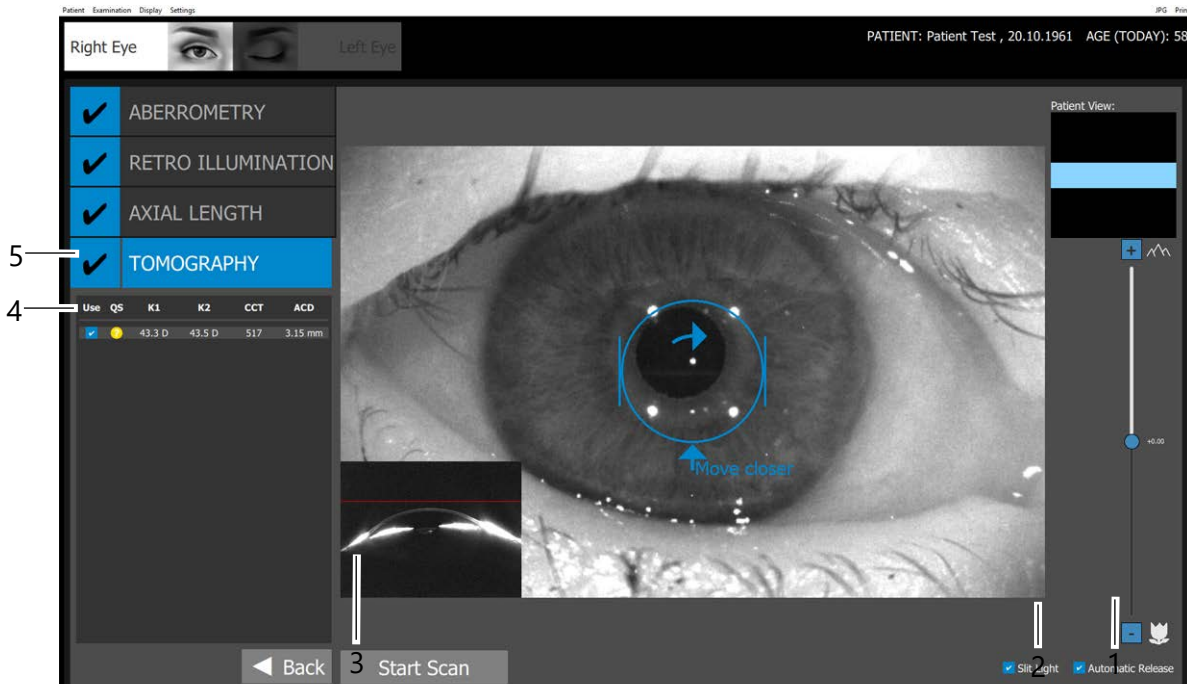 Patient Examination Display Settings JPG Prin
Right Eye Left Eye PATIENT: Patient Test , 20.10.1961 AGE (TODAY): 58
ABERROMETRY
RETRO ILLUMINATION
AXIAL LENGTH
TOMOGRAPHY
5
4
Use QS K1 K2 CCT ACD
? 43.3 D 43.5 D 517 3.15 mm
Patient View:
+
+0.00
-
Move closer
Back
3
Start Scan
2
1
Slit Light Automatic Release